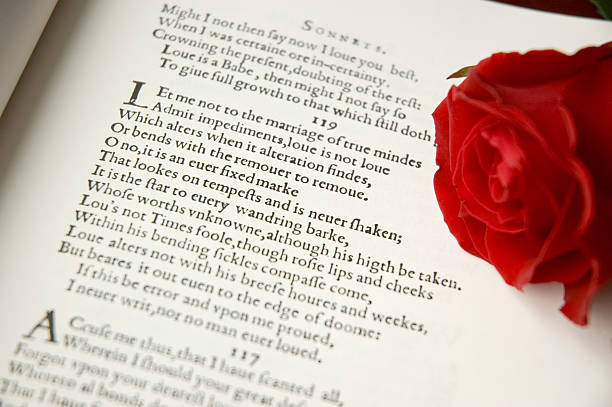 SONNETS.
Might I not then ſay now I loue you beſt,
When I was certaine ore in-certainty,
Crowning the preſent, doubting of the reſt:
Loue is a Babe, then might I not ſay ſo
To giue full growth to that which ſtill doth
119
LEt me not to the marriage of true mindes
Admit impediments, loue is not loue
Which alters when it alteration findes,
Or bends with the remouer to remoue.
O no, it is an euer fixed marke
That lookes on tempeſts and is neuer ſhaken;
It is the ſtar to euery wandring barke,
Whoſe worths vnknowne, although his higth be taken.
Lou's not Times foole, though roſie lips and cheeks
Within his bending ſickles compaſſe come,
Loue alters not with his breefe houres and weekes,
But beares it out euen to the edge of doome:
If this be error and vpon me proued,
I neuer writ, nor no man euer loued.
117
ACcuſe me thus, that I haue ſcanted all,
Wherein I ſhould your great
Forgot vpon your deareſt loue
Whereto al bonds do
That I haue